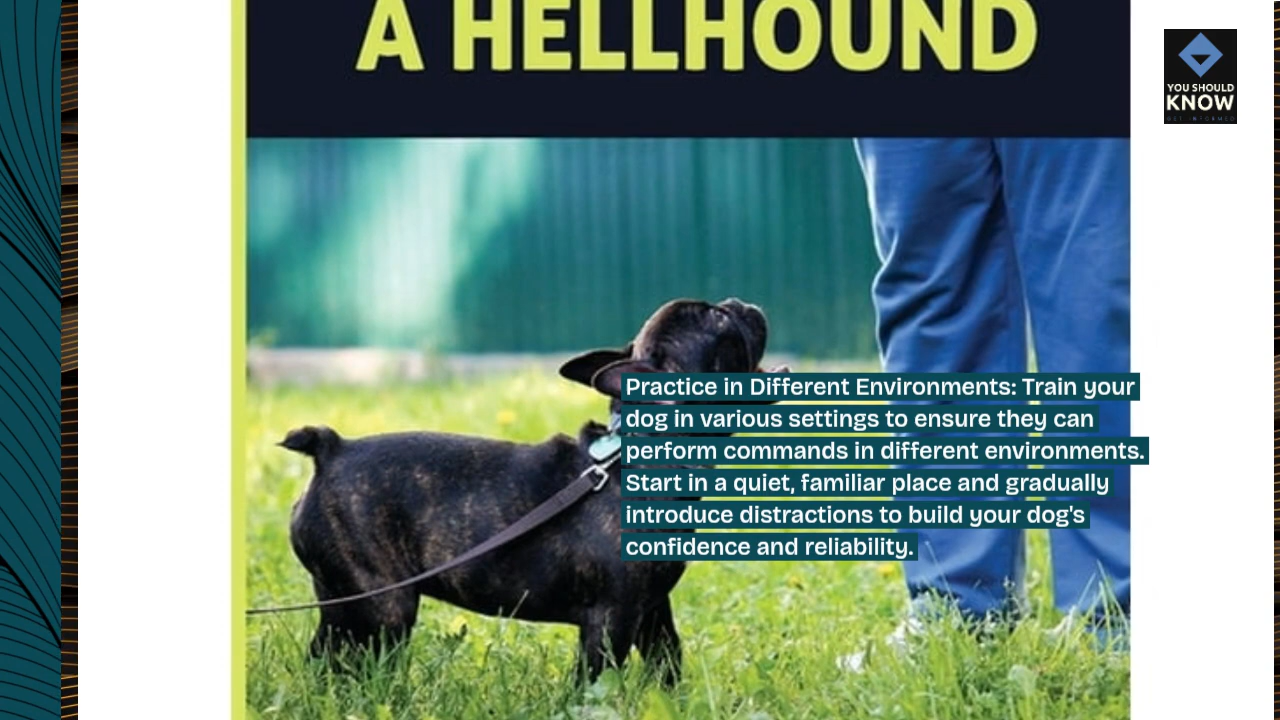 A HELLHOUND
YOU SHOULD
KNOW
GET INFORMED
Practice in Different Environments: Train your
dog in various settings to ensure they can
perform commands in different environments.
Start in a quiet, familiar place and gradually
introduce distractions to build your dog's
confidence and reliability.